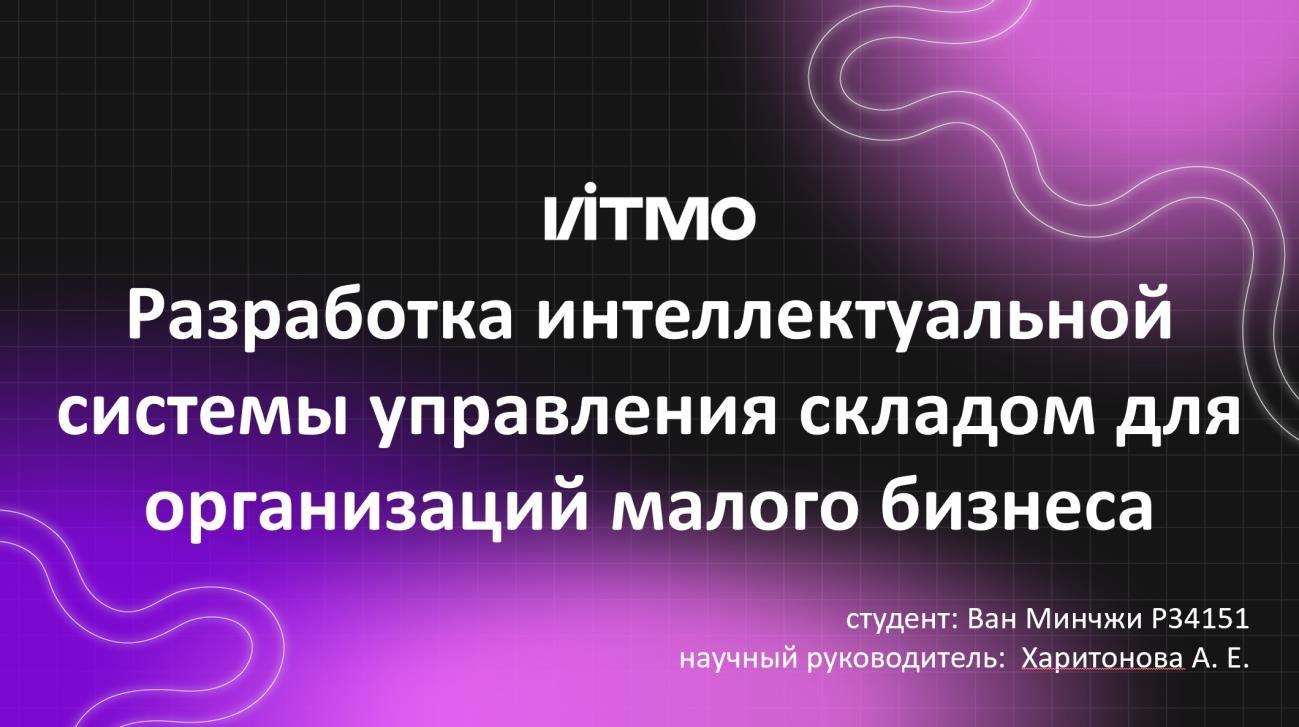 ИТМО
Разработка интеллектуальной
системы управления складом для
организаций малого бизнеса
студент: Ван Минчжи P34151
научный руководитель: Харитонова А. Е.